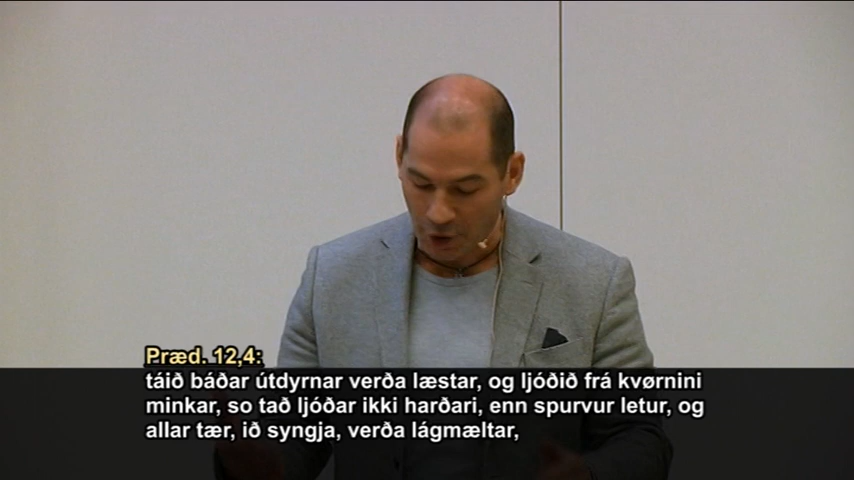 Præd. 12,4:
táið báðar útdyrnar verða læstar, og ljóðið frá kvørnini
minkar, so tað ljóðar ikki harðari, enn spurvur letur, og
allar tær, ið syngja, verða lágmæltar,